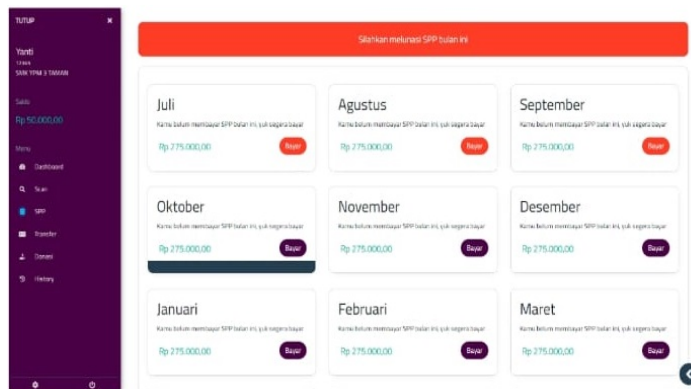 TUTUP ×
Yanti
SMK YPM 3 TAMAN
Saldo
Rp 50.000,00
Menu
Dashboard
Scan
SPP
Transfer
Donasi
History
Silahkan melunasi SPP bulan ini
Juli
Kamu belum membayar SPP bulan ini, yuk segera bayar
Rp 275.000,00 Bayar
Agustus
Kamu belum membayar SPP bulan ini, yuk segera bayar
Rp 275.000,00 Bayar
September
Kamu belum membayar SPP bulan ini, yuk segera bayar
Rp 275.000,00 Bayar
Oktober
Kamu belum membayar SPP bulan ini, yuk segera bayar
Rp 275.000,00 Bayar
November
Kamu belum membayar SPP bulan ini, yuk segera bayar
Rp 275.000,00 Bayar
Desember
Kamu belum membayar SPP bulan ini, yuk segera bayar
Rp 275.000,00 Bayar
Januari
Kamu belum membayar SPP bulan ini, yuk segera bayar
Rp 275.000,00 Bayar
Februari
Kamu belum membayar SPP bulan ini, yuk segera bayar
Rp 275.000,00 Bayar
Maret
Kamu belum membayar SPP bulan ini, yuk segera bayar
Rp 275.000,00 Bayar